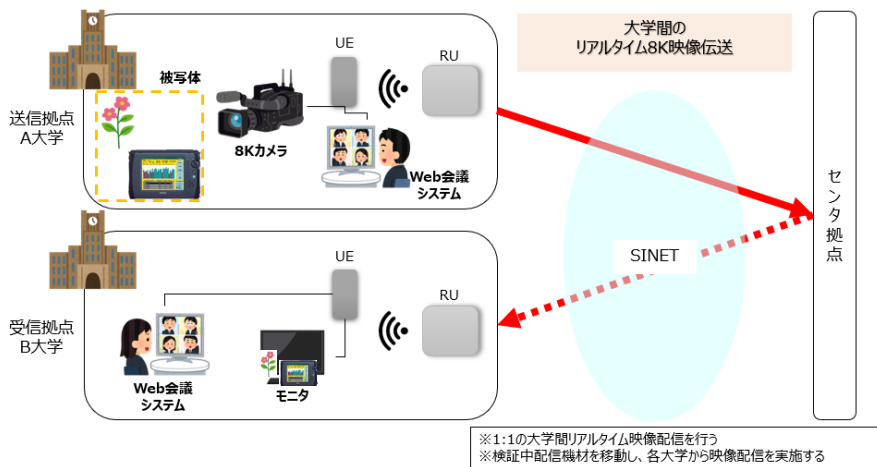 大学間の
リアルタイム8K映像伝送
UE
RU
被写体
送信拠点
A大学
8Kカメラ
Web会議
システム
センタ拠点
SINET
UE
RU
受信拠点
B大学
Web会議
システム
モニタ
※1:1の大学間リアルタイム映像配信を行う
※検証中配信機材を移動し、各大学から映像配信を実施する